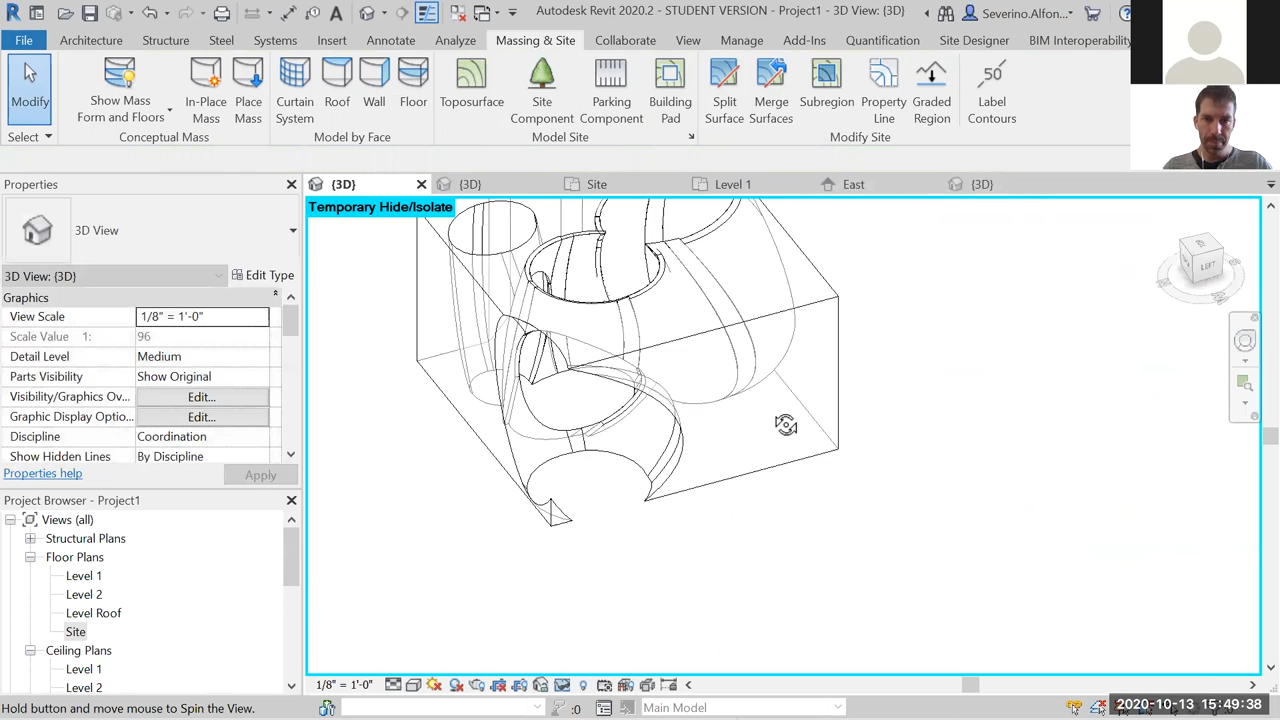 Autodesk Revit 2020.2 - STUDENT VERSION - Project1 - 3D View: {3D}
Severino.Alfon...
File
Architecture
Structure
Steel
Systems
Insert
Annotate
Analyze
Massing & Site
Collaborate
View
Manage
Add-Ins
Quantification
Site Designer
BIM Interoperability
Modify
Show Mass
Form and Floors
In-Place
Mass
Place
Mass
Curtain
System
Roof
Wall
Floor
Toposurface
Site
Component
Parking
Component
Building
Pad
Split
Surface
Merge
Surfaces
Subregion
Property
Line
Graded
Region
50
Label
Contours
Select
Conceptual Mass
Model by Face
Model Site
Modify Site
Properties
{3D}
{3D}
Site
Level 1
East
{3D}
Temporary Hide/Isolate
3D View
3D View: {3D}
Edit Type
Graphics
View Scale
1/8" = 1'-0"
Scale Value 1:
96
Detail Level
Medium
Parts Visibility
Show Original
Visibility/Graphics Ov...
Edit...
Graphic Display Optio...
Edit...
Discipline
Coordination
Show Hidden Lines
By Discipline
Properties help
Apply
Project Browser - Project1
Views (all)
Structural Plans
Floor Plans
Level 1
Level 2
Level Roof
Site
Ceiling Plans
Level 1
Level 2
LEFT
1/8" = 1'-0"
Hold button and move mouse to Spin the View.
:0
Main Model
2020-10-13 15:49:38